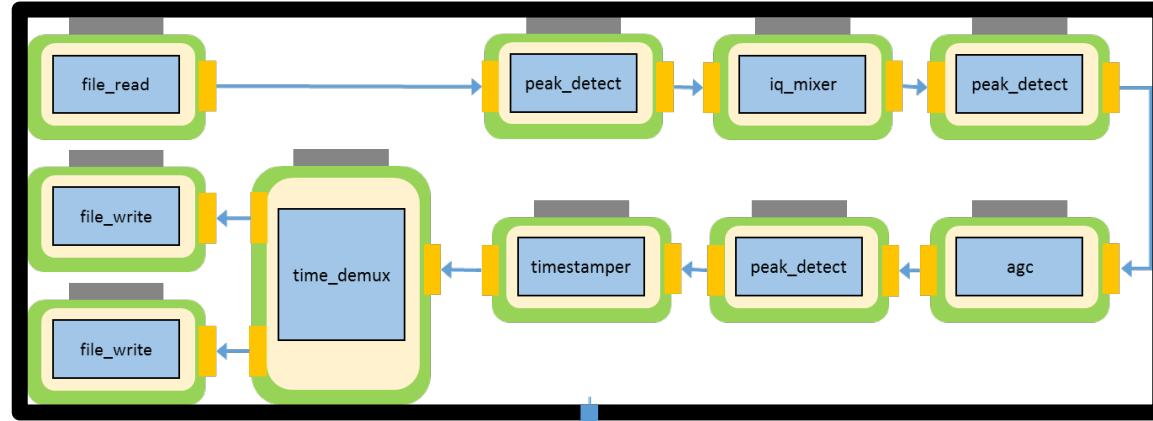 file_read
peak_detect
iq_mixer
peak_detect
file_write
time_demux
timestamper
peak_detect
agc
file_write